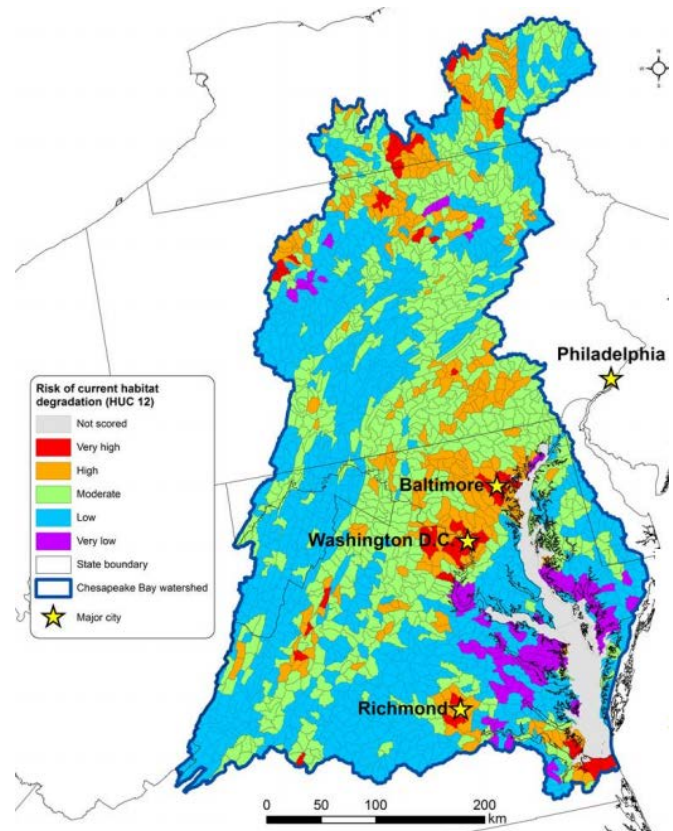 N
W
E
S
Philadelphia
Risk of current habitat
degradation (HUC 12)
Not scored
Very high
High
Moderate
Low
Very low
State boundary
Chesapeake Bay watershed
Major city
Baltimore
Washington D.C.
Richmond
0 50 100 200
km